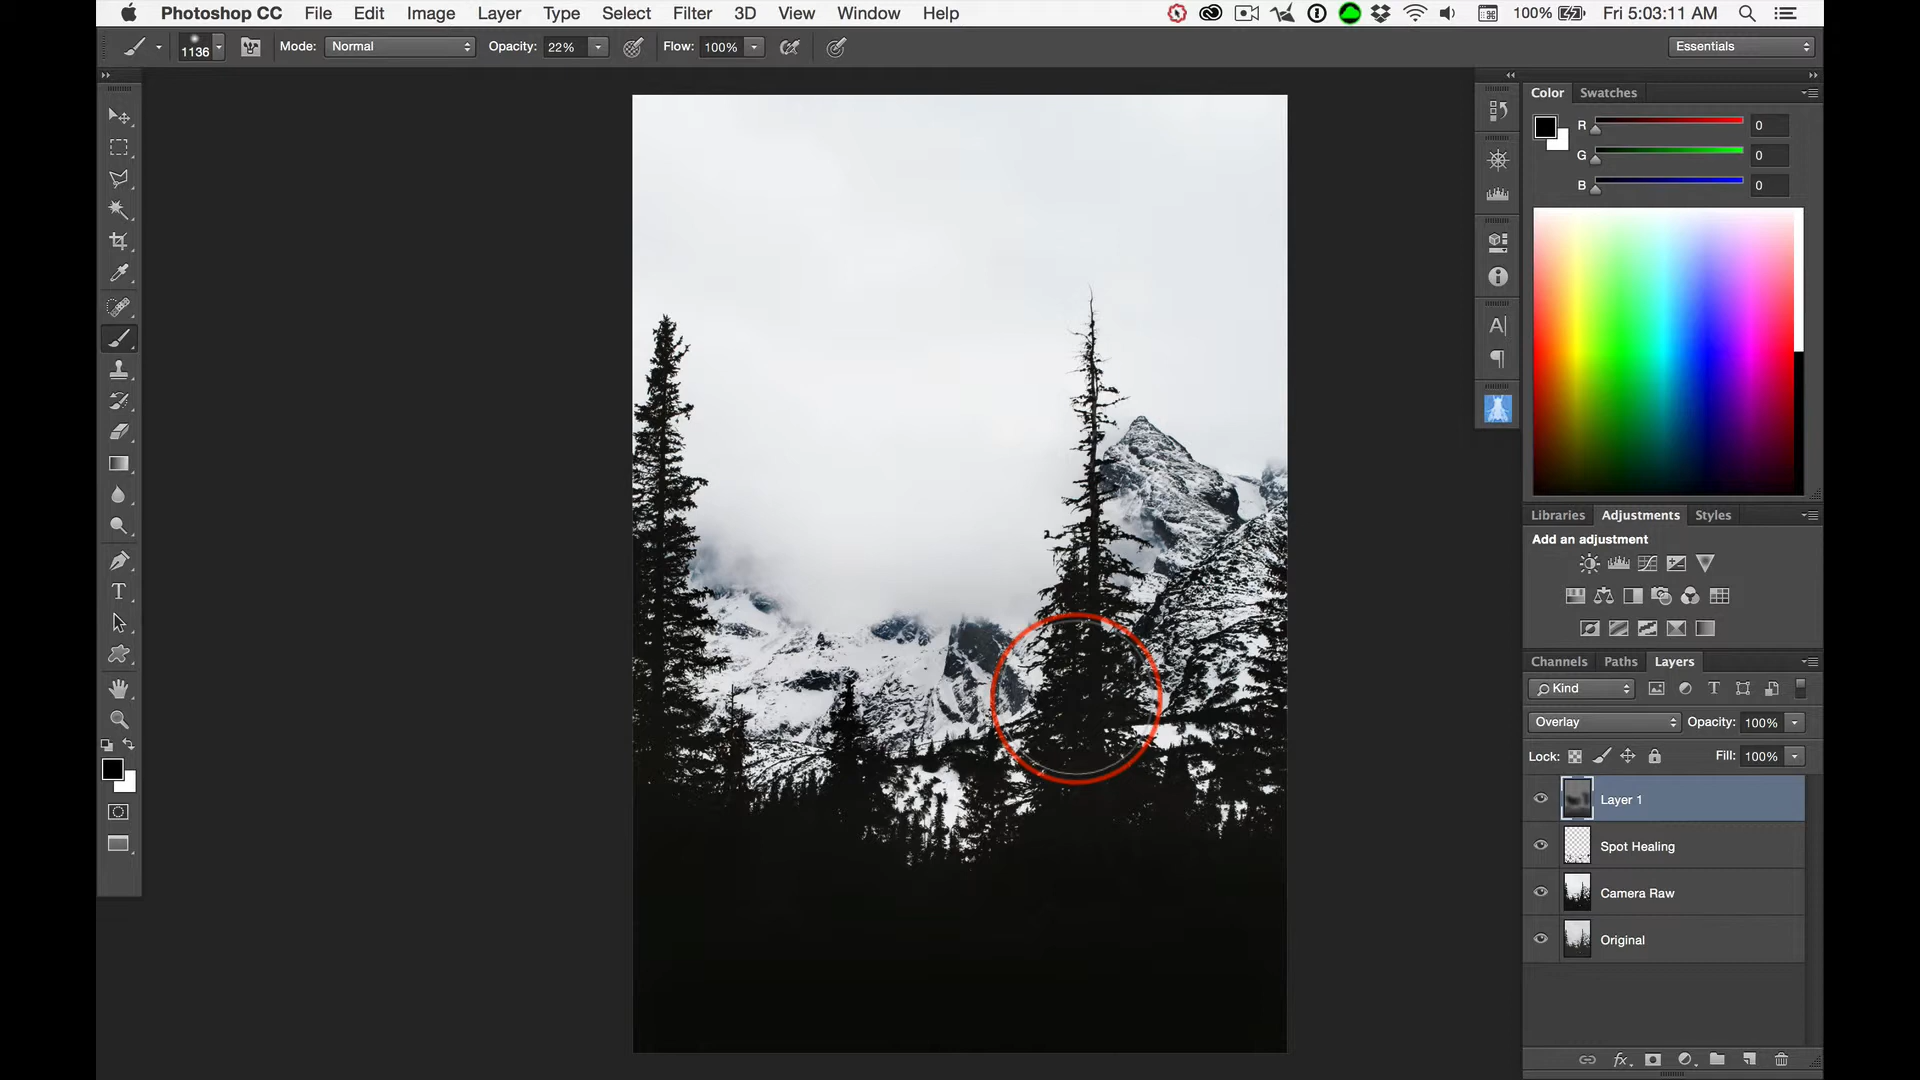 Photoshop CC File Edit Image Layer Type Select Filter 3D View Window Help 100% Fri 5:03:11 AM
1136 Mode: Normal Opacity: 22% Flow: 100% Essentials
Color Swatches
R 0
G 0
B 0
A|
Libraries Adjustments Styles
Add an adjustment
Channels Paths Layers
Kind T
Overlay Opacity: 100%
Lock: Fill: 100%
Layer 1
Spot Healing
Camera Raw
Original
fx